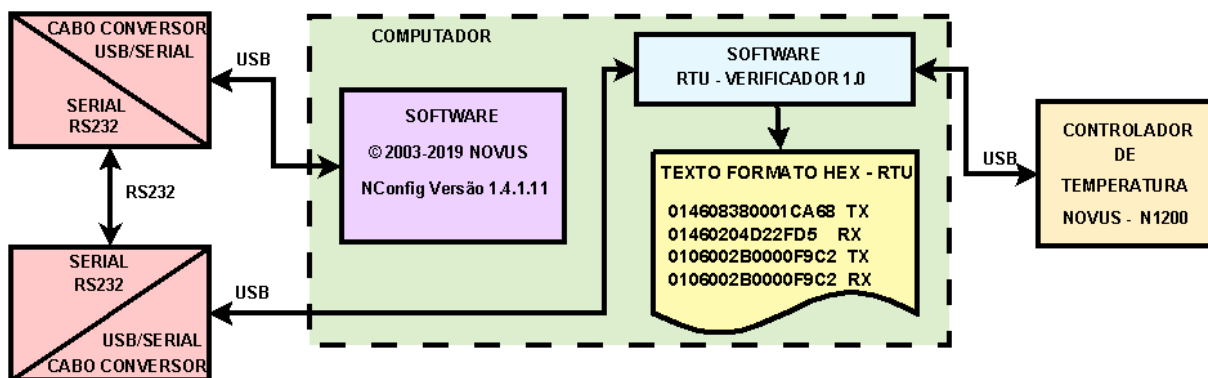 CABO CONVERSOR
USB/SERIAL
SERIAL
RS232
USB
RS232
SERIAL
RS232
USB/SERIAL
CABO CONVERSOR
USB
COMPUTADOR
SOFTWARE
© 2003-2019 NOVUS
NConfig Versão 1.4.1.11
SOFTWARE
RTU - VERIFICADOR 1.0
TEXTO FORMATO HEX - RTU
014608380001CA68 TX
01460204D22FD5 RX
0106002B0000F9C2 TX
0106002B0000F9C2 RX
USB
CONTROLADOR
DE
TEMPERATURA
NOVUS - N1200